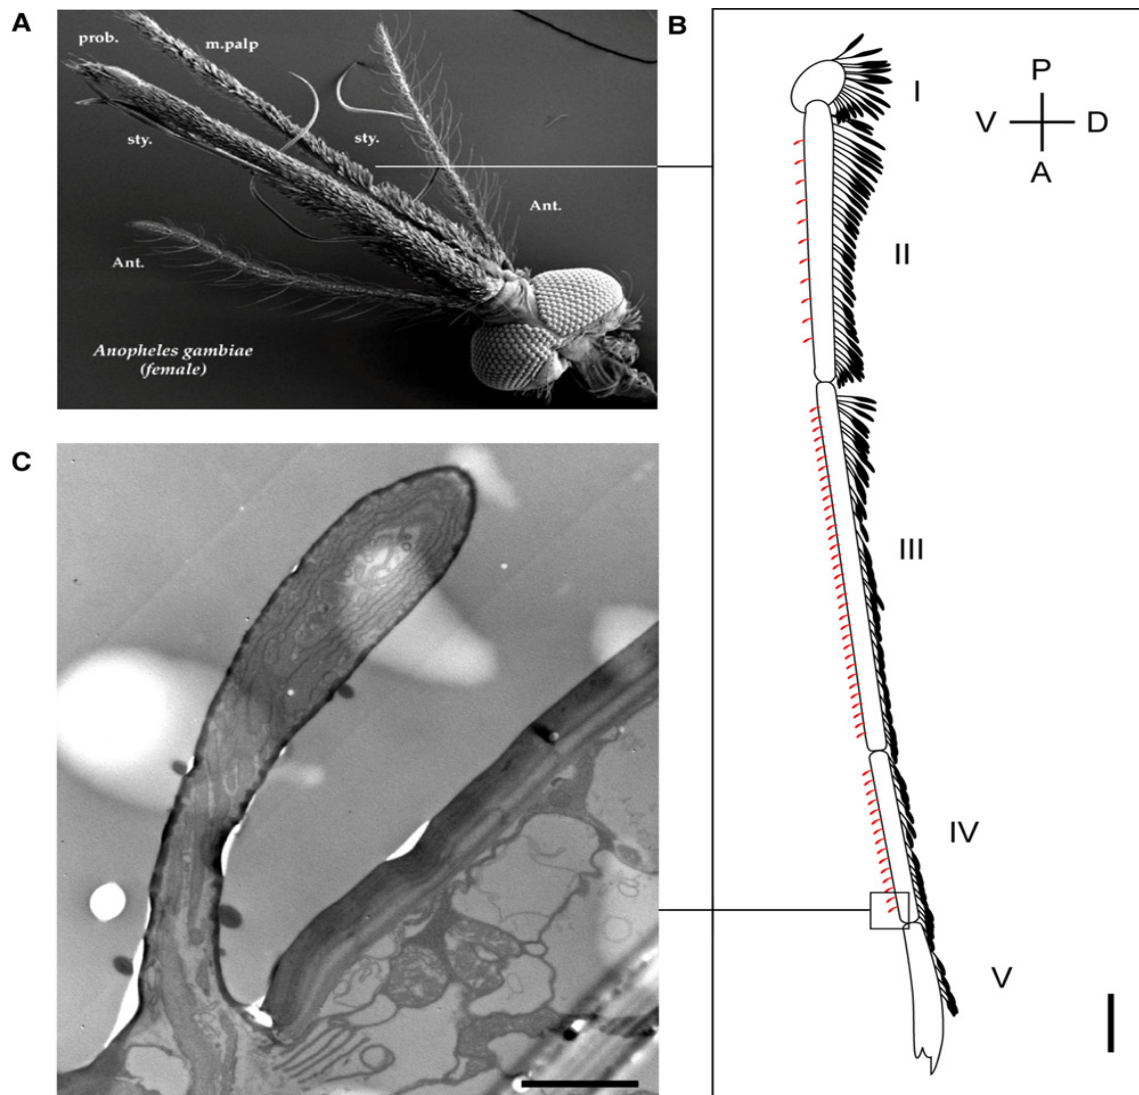 A
prob.
m.palp
sty.
sty.
Ant.
Ant.
Anopheles gambiae
(female)
B
I
P
V
D
A
II
III
IV
V
C